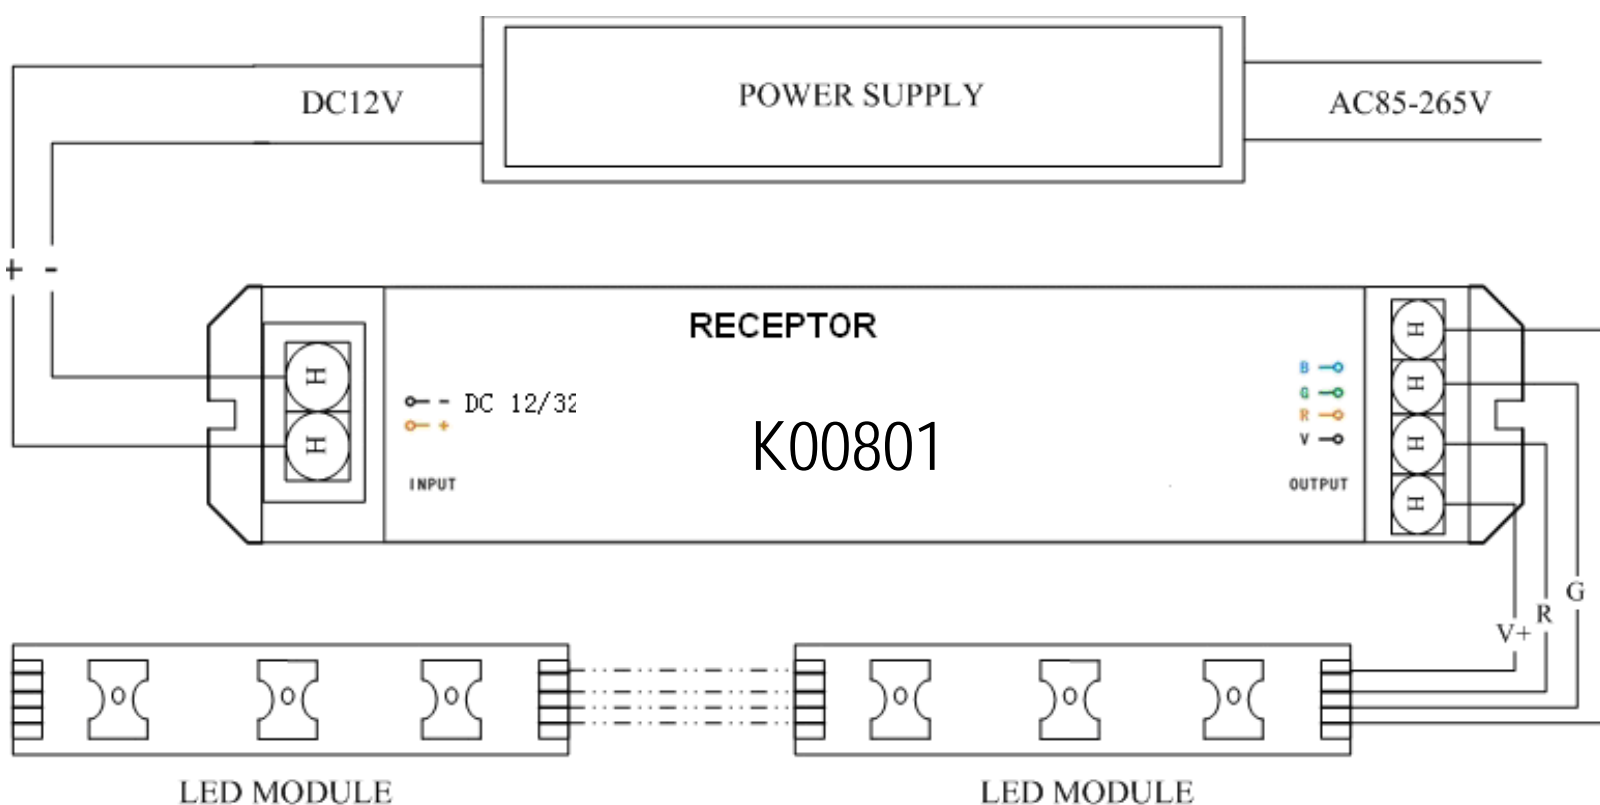 POWER SUPPLY
DC12V
AC85-265V
+ -
RECEPTOR
H
H
H
H
H
H
- DC 12/32
+
INPUT
K00801
B
G
R
V
OUTPUT
G
R
V+
LED MODULE
LED MODULE